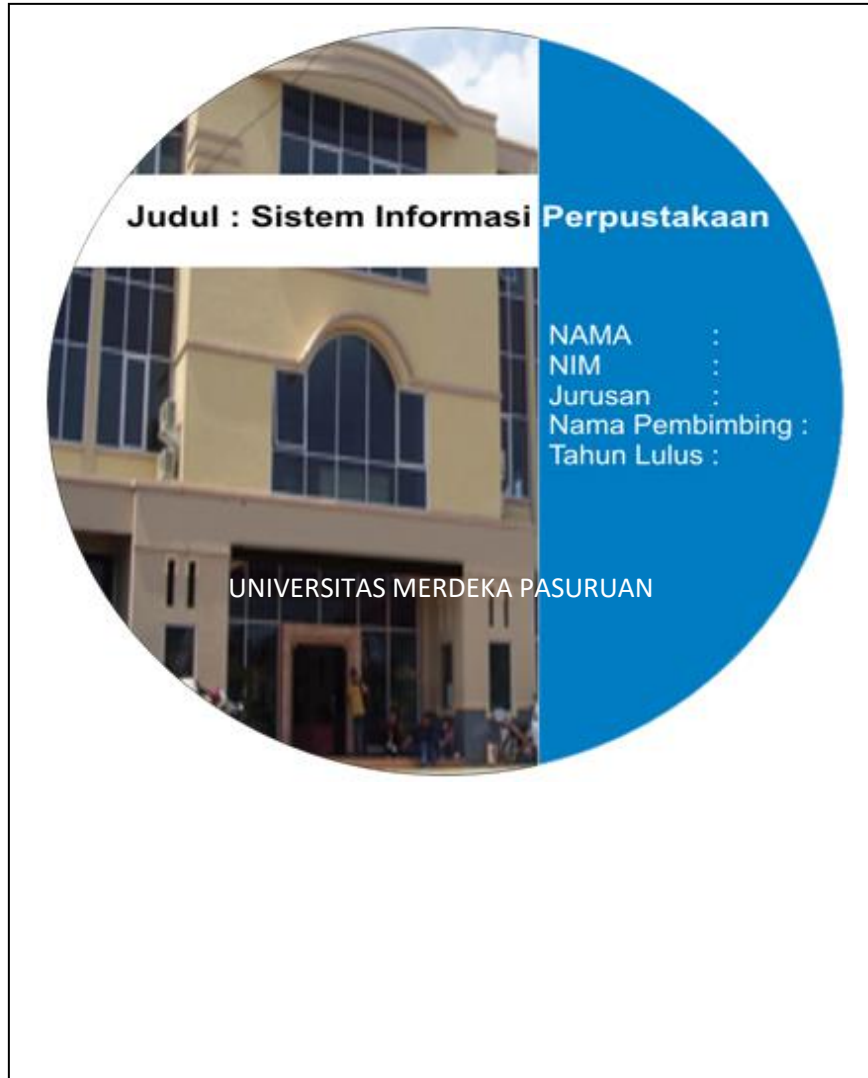 Judul : Sistem Informasi Perpustakaan
NAMA :
NIM :
Jurusan :
Nama Pembimbing :
Tahun Lulus :
UNIVERSITAS MERDEKA PASURUAN